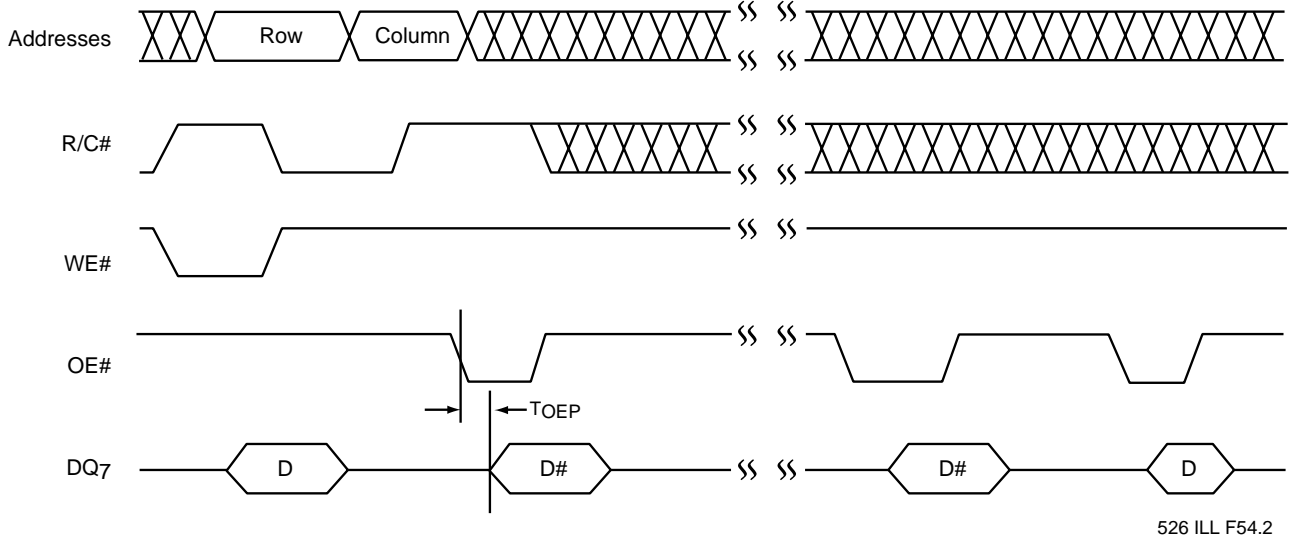 Addresses
Row
Column
R/C#
WE#
OE#
TOEP
DQ7
D
D#
D#
D
526 ILL F54.2